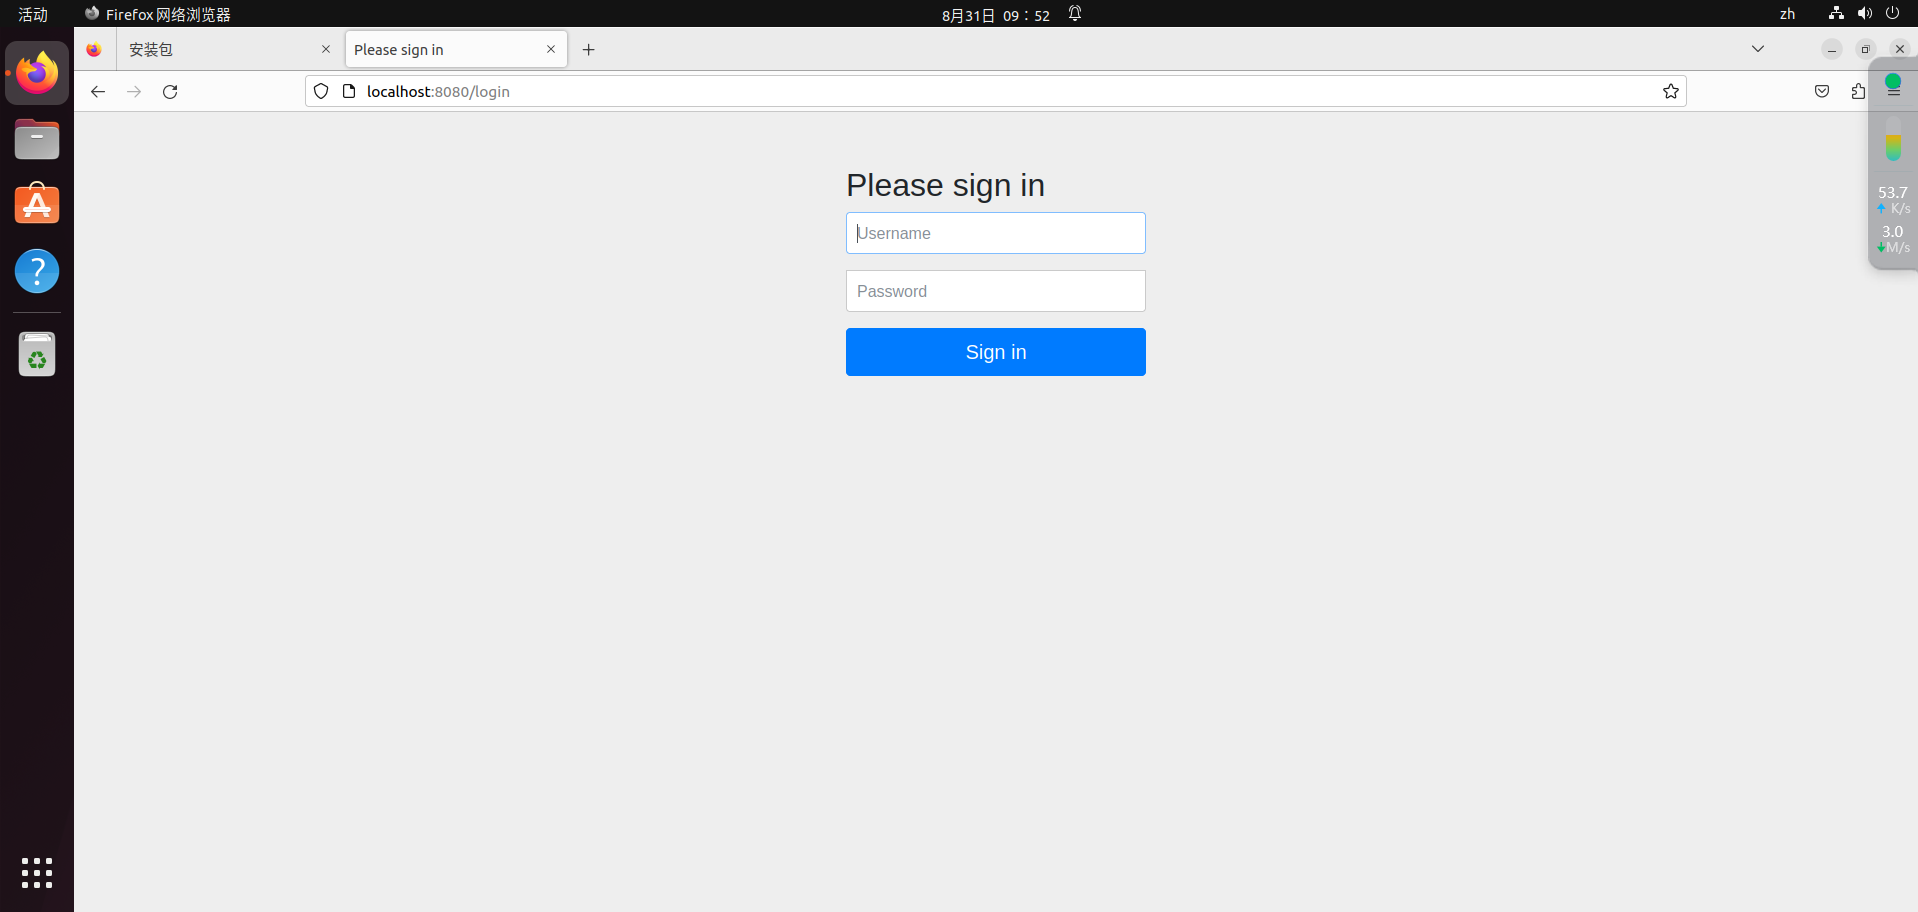 活动
Firefox 网络浏览器
8月31日 09：52
zh
安装包
Please sign in
localhost:8080/login
Please sign in
Username
Password
Sign in
53.7
K/s
3.0
M/s